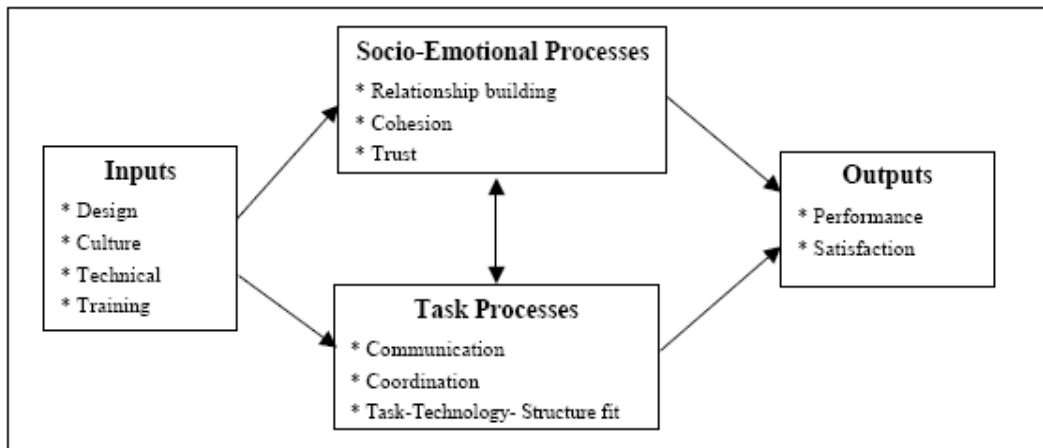 Socio-Emotional Processes
* Relationship building
* Cohesion
* Trust
Inputs
* Design
* Culture
* Technical
* Training
Outputs
* Performance
* Satisfaction
Task Processes
* Communication
* Coordination
* Task-Technology- Structure fit